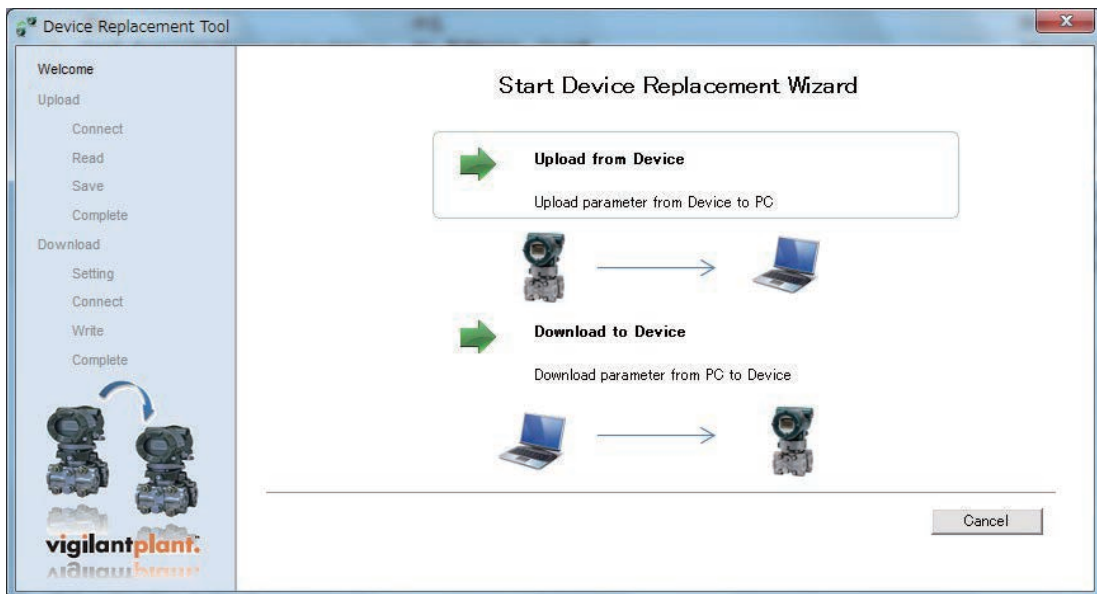 Device Replacement Tool
Welcome
Upload
Connect
Read
Save
Complete
Download
Setting
Connect
Write
Complete
vigilantplant.
Start Device Replacement Wizard
Upload from Device
Upload parameter from Device to PC
Download to Device
Download parameter from PC to Device
Cancel